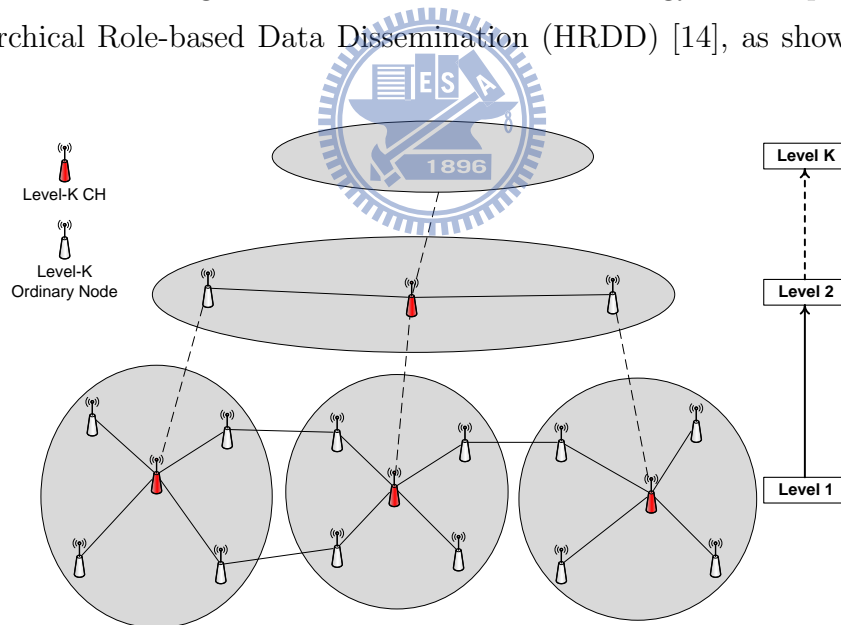 rchical Role-based Data Dissemination (HRDD) [14], as show
E S A
1896
Level K
Level-K CH
Level-K
Ordinary Node
Level 2
Level 1